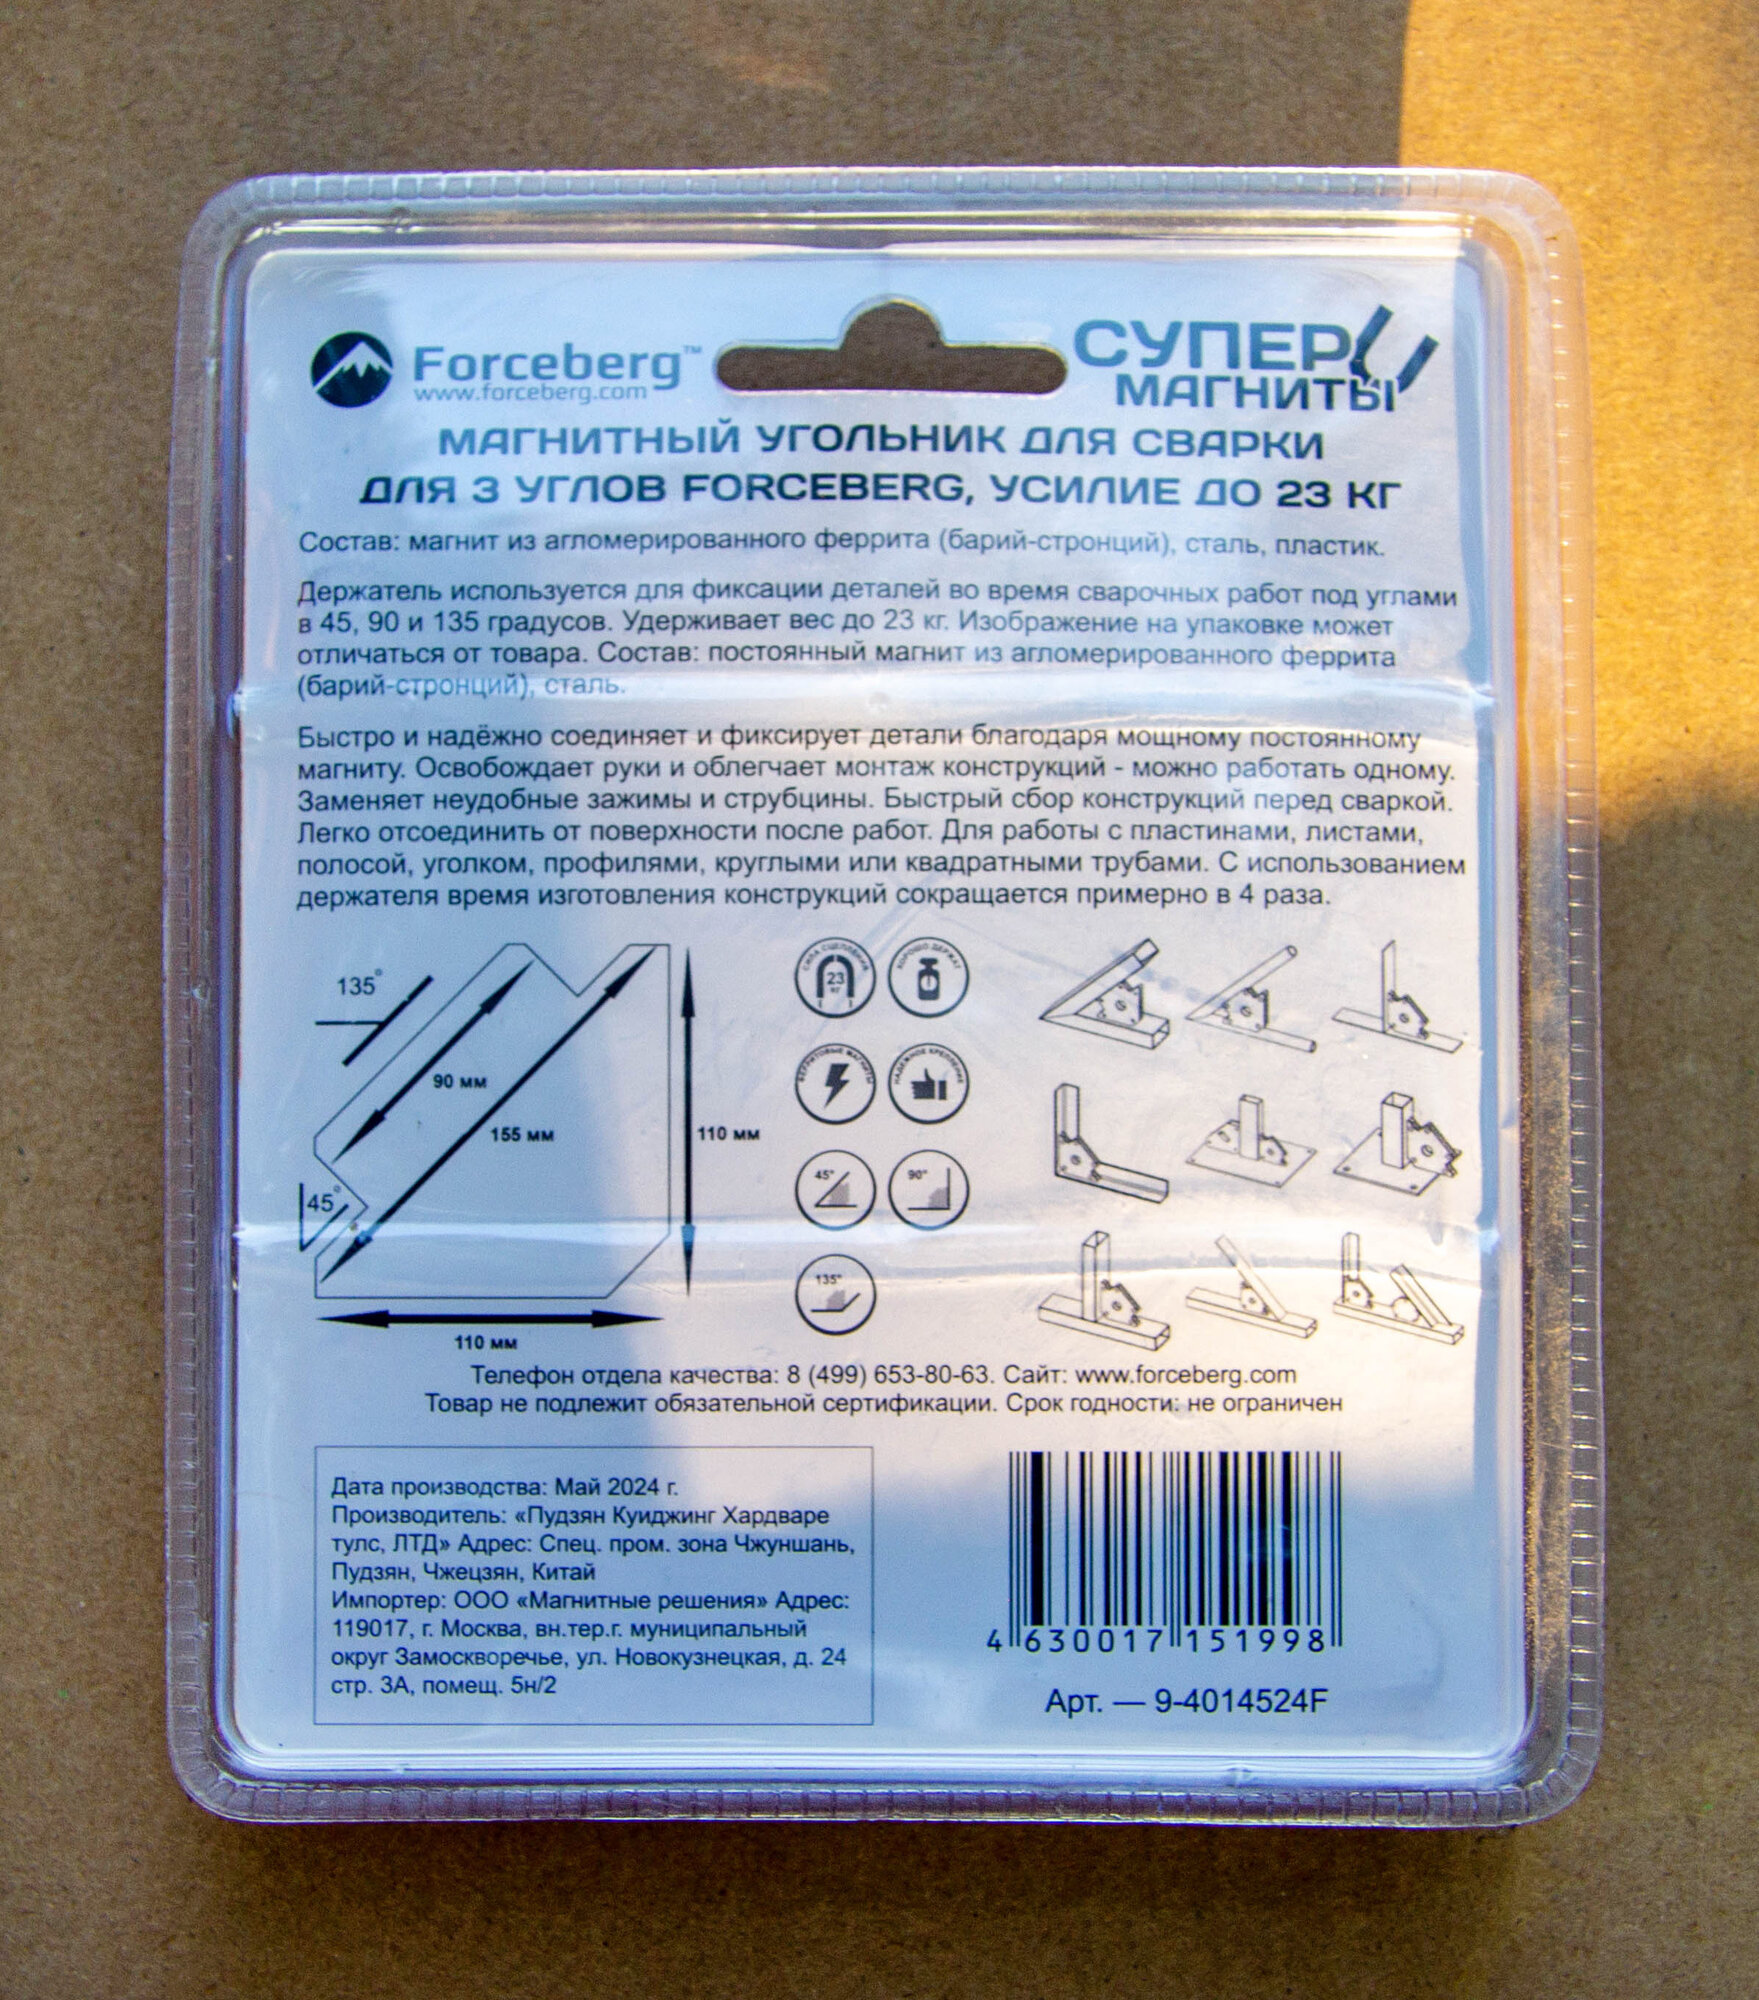 Forceberg™
www.forceberg.com
СУПЕР
МАГНИТЫ
МАГНИТНЫЙ УГОЛЬНИК ДЛЯ СВАРКИ
ДЛЯ 3 УГЛОВ FORCEBERG, УСИЛИЕ ДО 23 КГ
Состав: магнит из агломерированного феррита (барий-стронций), сталь, пластик.
Держатель используется для фиксации деталей во время сварочных работ под углами
в 45, 90 и 135 градусов. Удерживает вес до 23 кг. Изображение на упаковке может
отличаться от товара. Состав: постоянный магнит из агломерированного феррита
(барий-стронций), сталь.
Быстро и надёжно соединяет и фиксирует детали благодаря мощному постоянному
магниту. Освобождает руки и облегчает монтаж конструкций - можно работать одному.
Заменяет неудобные зажимы и струбцины. Быстрый сбор конструкций перед сваркой.
Легко отсоединить от поверхности после работ. Для работы с пластинами, листами,
полосой, уголком, профилями, круглыми или квадратными трубами. С использованием
держателя время изготовления конструкций сокращается примерно в 4 раза.
135°
90 мм
155 мм
110 мм
45°
110 мм
СИЛА СЦЕПЛЕНИЯ
23
КГ
ХОРОШО ДЕРЖАТ
ФЕРРИТОВЫЕ МАГНИТЫ
НАДЕЖНОЕ КРЕПЛЕНИЕ
45°
90°
135°
Телефон отдела качества: 8 (499) 653-80-63. Сайт: www.forceberg.com
Товар не подлежит обязательной сертификации. Срок годности: не ограничен
Дата производства: Май 2024 г.
Производитель: «Пудзян Куиджинг Хардваре
тулс, ЛТД» Адрес: Спец. пром. зона Чжуншань,
Пудзян, Чжецзян, Китай
Импортер: ООО «Магнитные решения» Адрес:
119017, г. Москва, вн.тер.г. муниципальный
округ Замоскворечье, ул. Новокузнецкая, д. 24
стр. 3А, помещ. 5н/2
4 630017 151998
Арт. — 9-4014524F